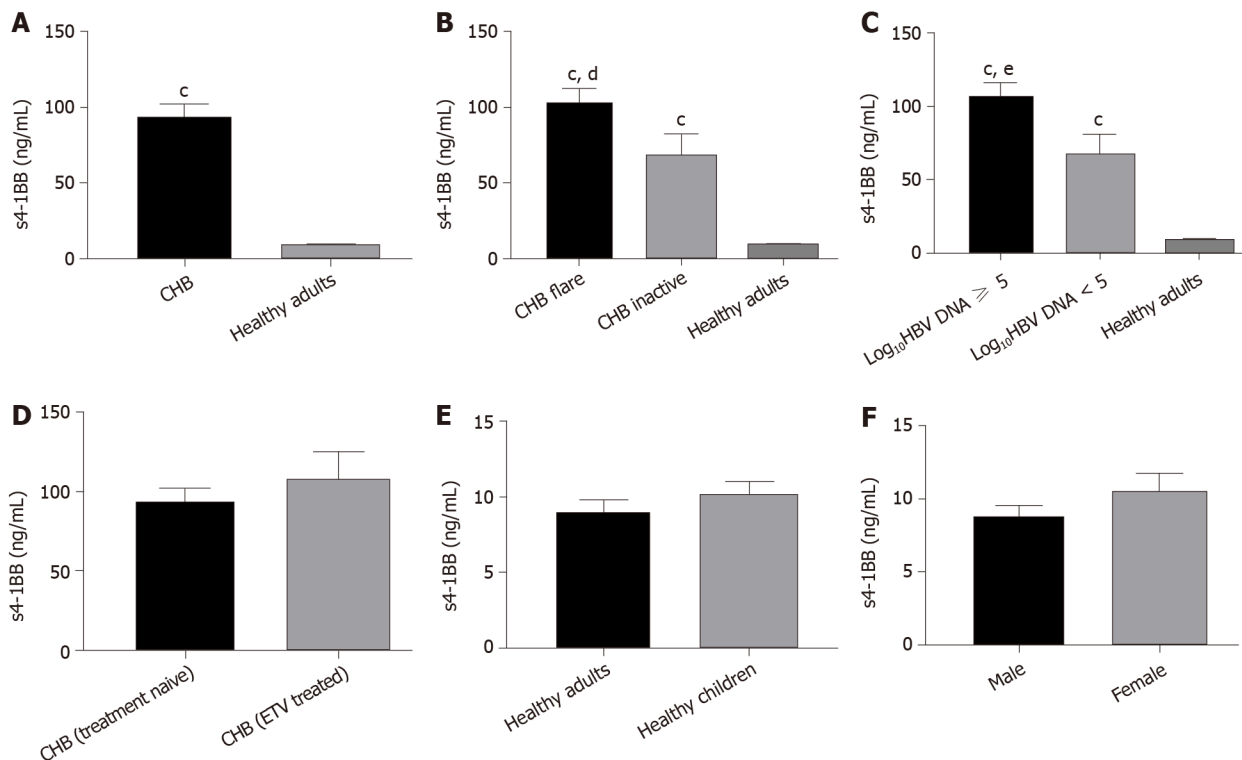 A
s4-1BB (ng/mL)
150
100
50
0
c
CHB
Healthy adults
B
s4-1BB (ng/mL)
150
100
50
0
c, d
c
CHB flare
CHB inactive
Healthy adults
C
s4-1BB (ng/mL)
150
100
50
0
c, e
c
Log₁₀HBV DNA ⩾ 5
Log₁₀HBV DNA < 5
Healthy adults
D
s4-1BB (ng/mL)
150
100
50
0
CHB (treatment naive)
CHB (ETV treated)
E
s4-1BB (ng/mL)
15
10
5
0
Healthy adults
Healthy children
F
s4-1BB (ng/mL)
15
10
5
0
Male
Female